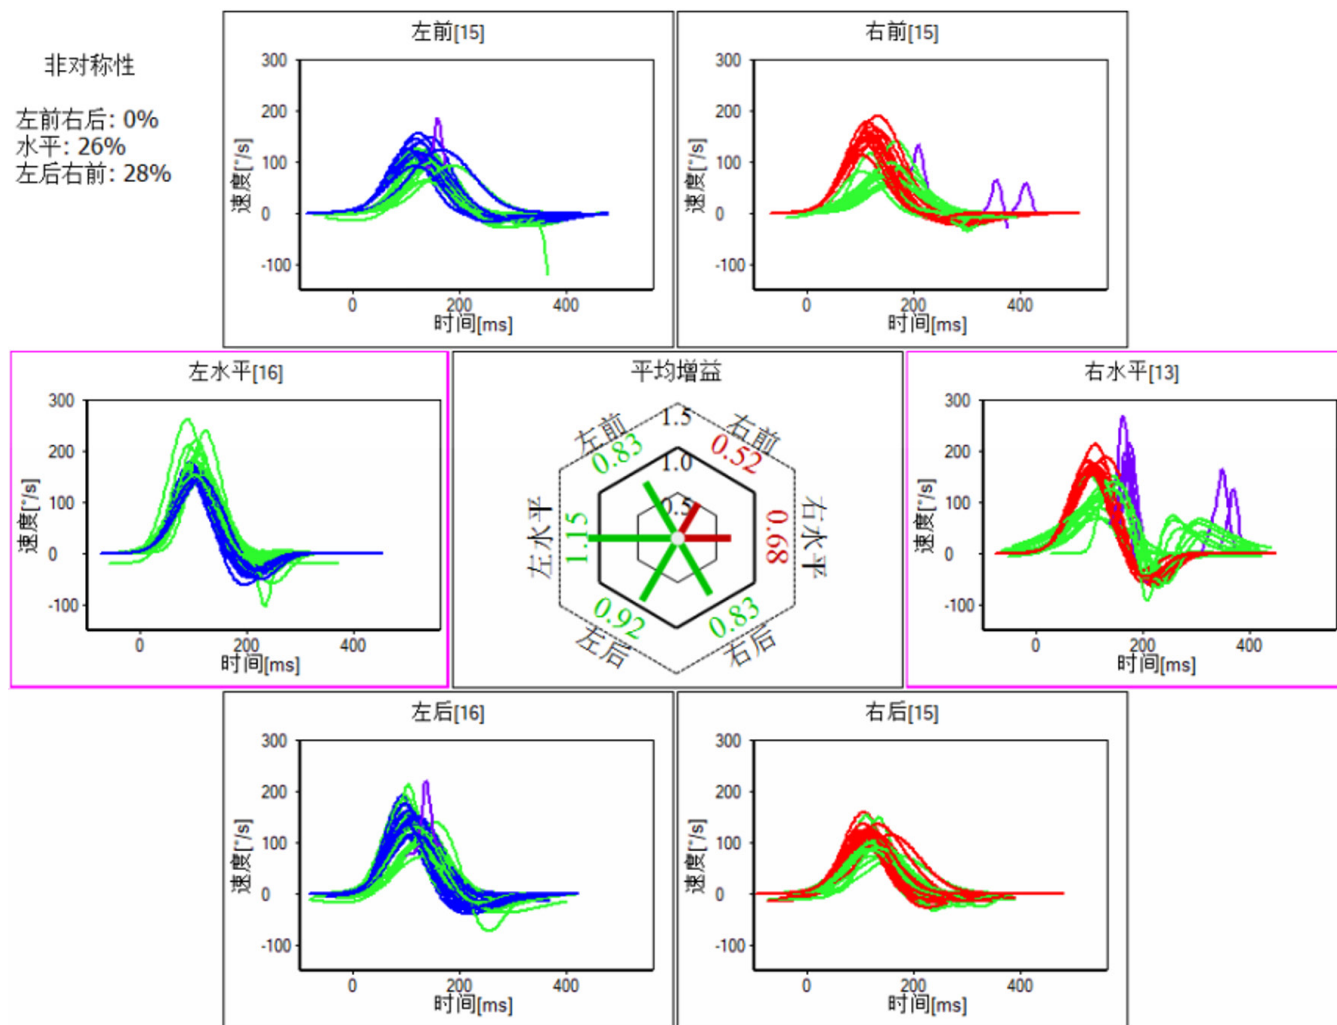 非对称性
左前右后: 0%
水平: 26%
左后右前: 28%
左前[15]
300
200
100
0
-100
速度[°/s]
0
200
400
时间[ms]
右前[15]
300
200
100
0
-100
速度[°/s]
0
200
400
时间[ms]
左水平[16]
300
200
100
0
-100
速度[°/s]
0
200
400
时间[ms]
平均增益
1.5
1.0
0.5
左前
0.83
右前
0.52
左水平
1.15
右水平
0.68
左后
0.92
右后
0.83
右水平[13]
300
200
100
0
-100
速度[°/s]
0
200
400
时间[ms]
左后[16]
300
200
100
0
-100
速度[°/s]
0
200
400
时间[ms]
右后[15]
300
200
100
0
-100
速度[°/s]
0
200
400
时间[ms]